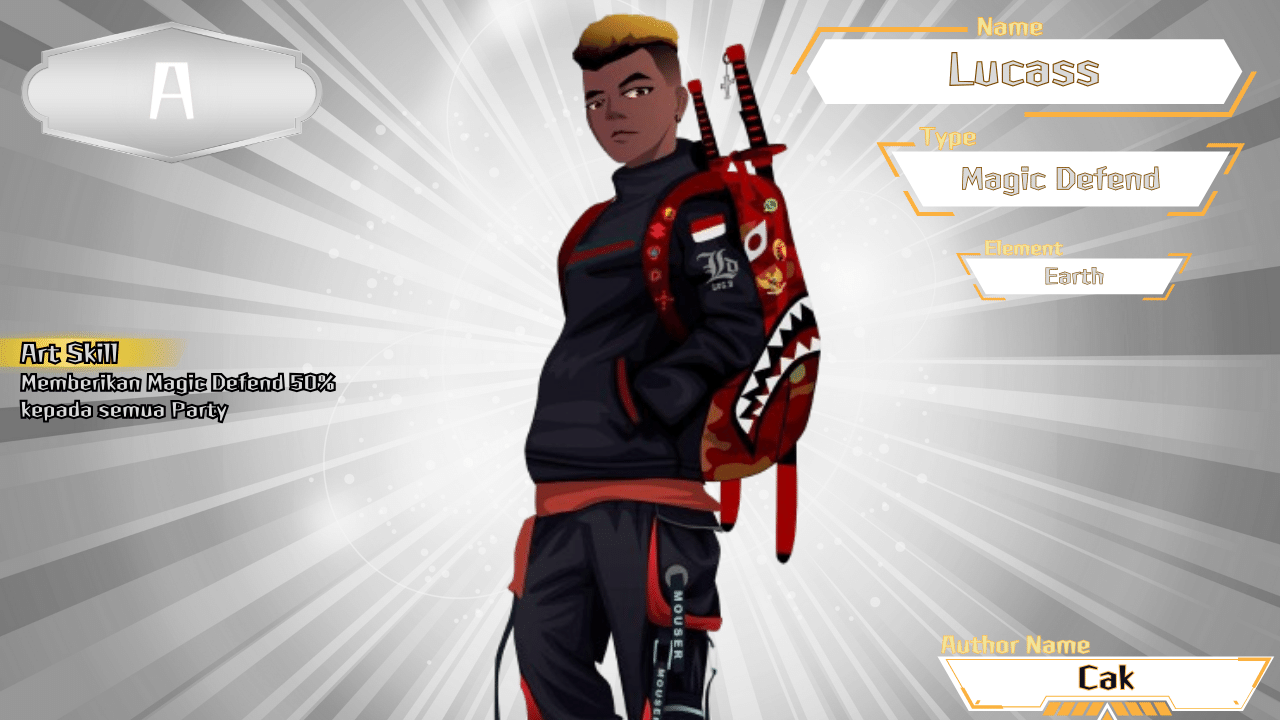 A
Name
Lucass
Type
Magic Defend
Element
Earth
Art Skill
Memberikan Magic Defend 50%
kepada semua Party
MOUSER
Author Name
Cak